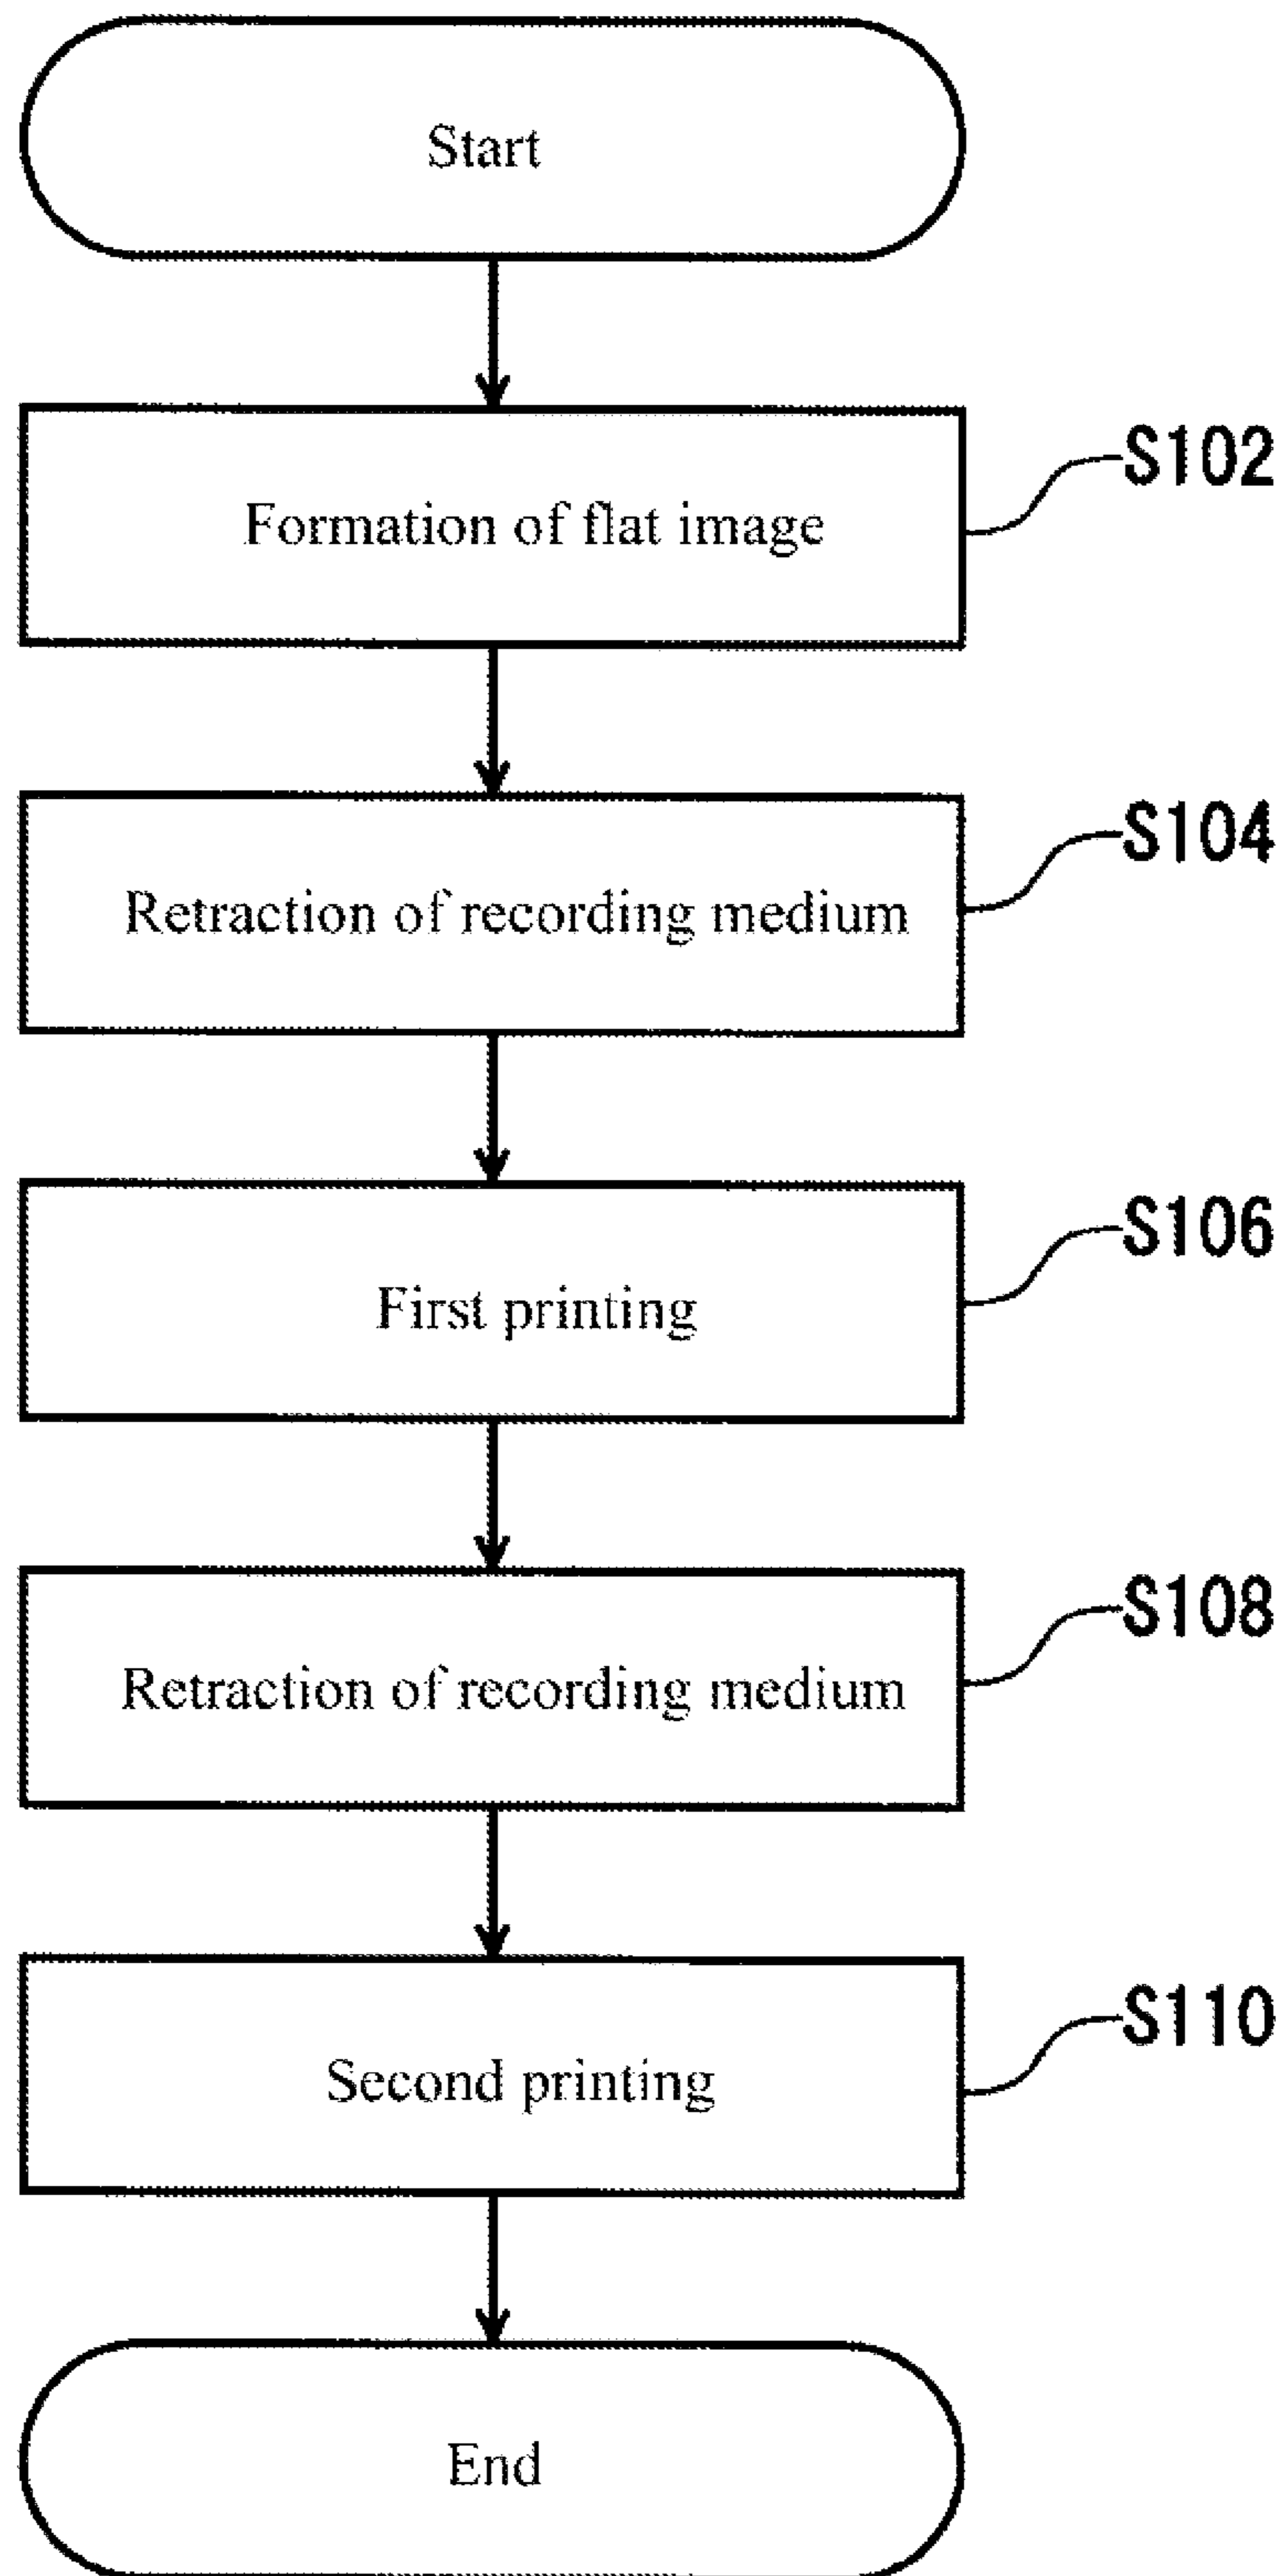 Start
Formation of flat image
S102
Retraction of recording medium
S104
First printing
S106
Retraction of recording medium
S108
Second printing
S110
End